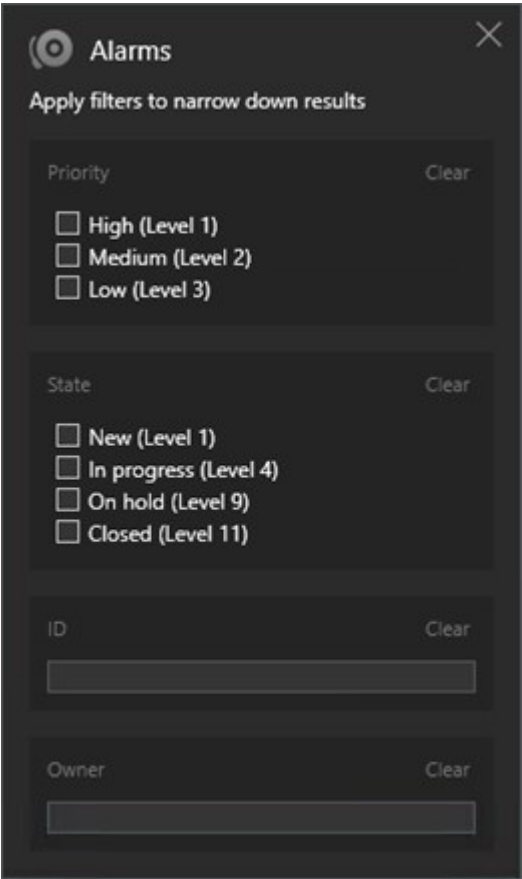 Alarms
Apply filters to narrow down results
Priority Clear
High (Level 1)
Medium (Level 2)
Low (Level 3)
State Clear
New (Level 1)
In progress (Level 4)
On hold (Level 9)
Closed (Level 11)
ID Clear
Owner Clear